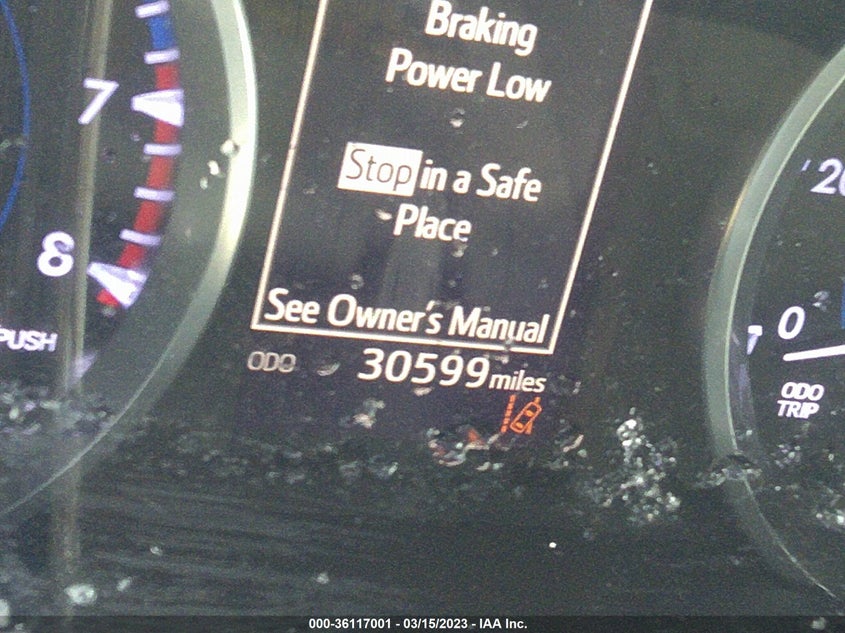 Braking
Power Low
Stop in a Safe
Place
See Owner's Manual
ODO 30599 miles
7
8
PUSH
20
0
ODO
TRIP
000-36117001 - 03/15/2023 - IAA Inc.